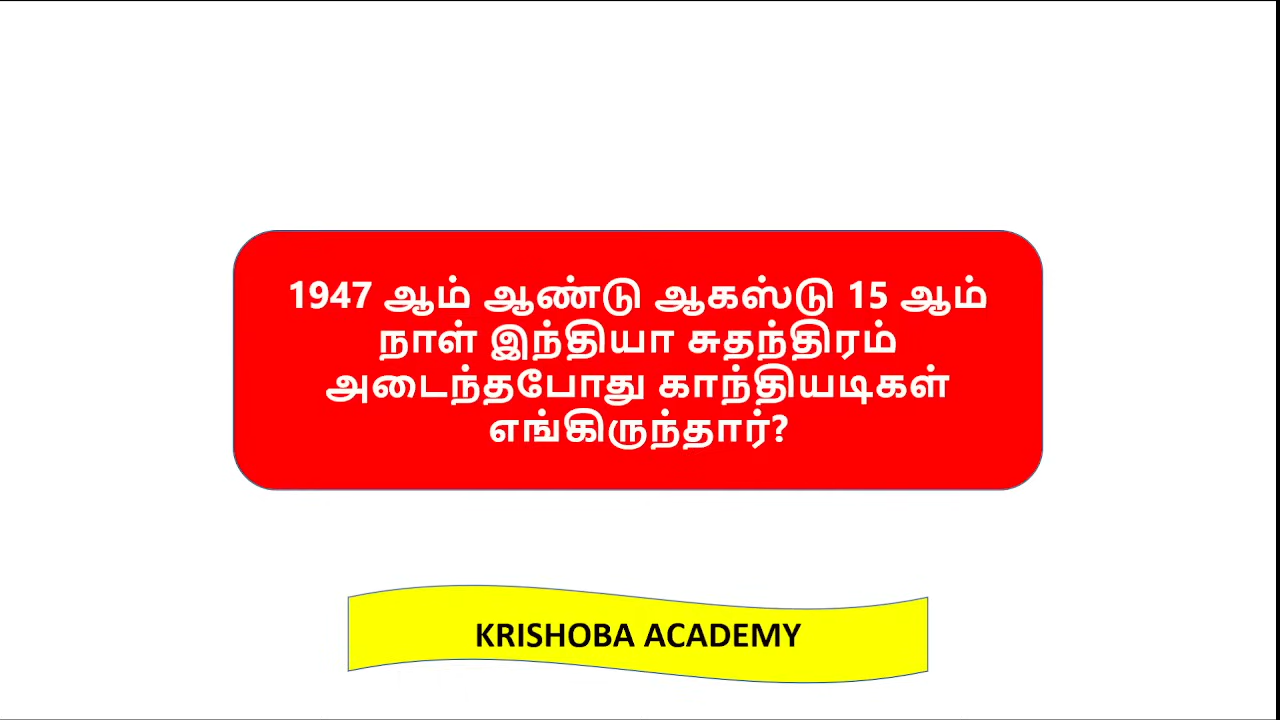 1947 ஆம் ஆண்டு ஆகஸ்டு 15 ஆம்
நாள் இந்தியா சுதந்திரம்
அடைந்தபோது காந்தியடிகள்
எங்கிருந்தார்?
KRISHOBA ACADEMY